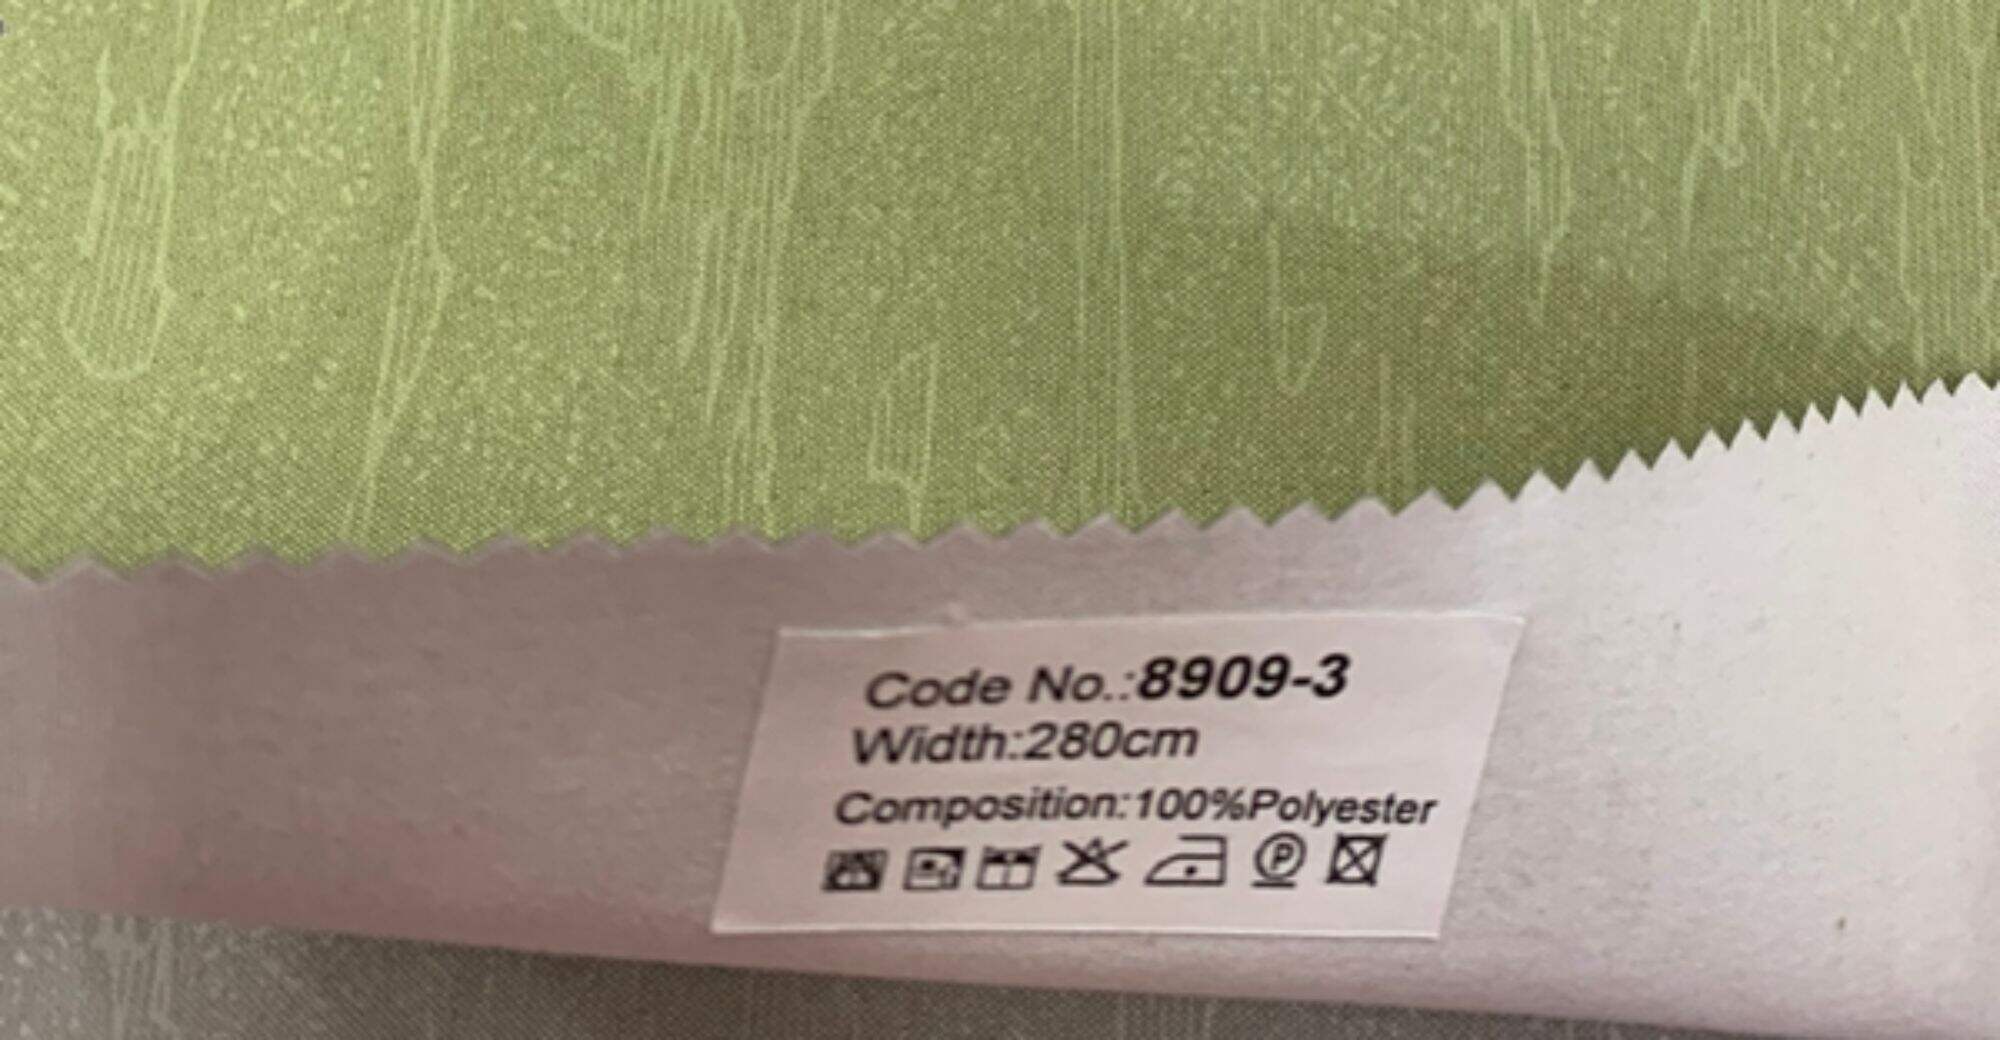 Code No.:8909-3
Width:280cm
Composition:100%Polyester